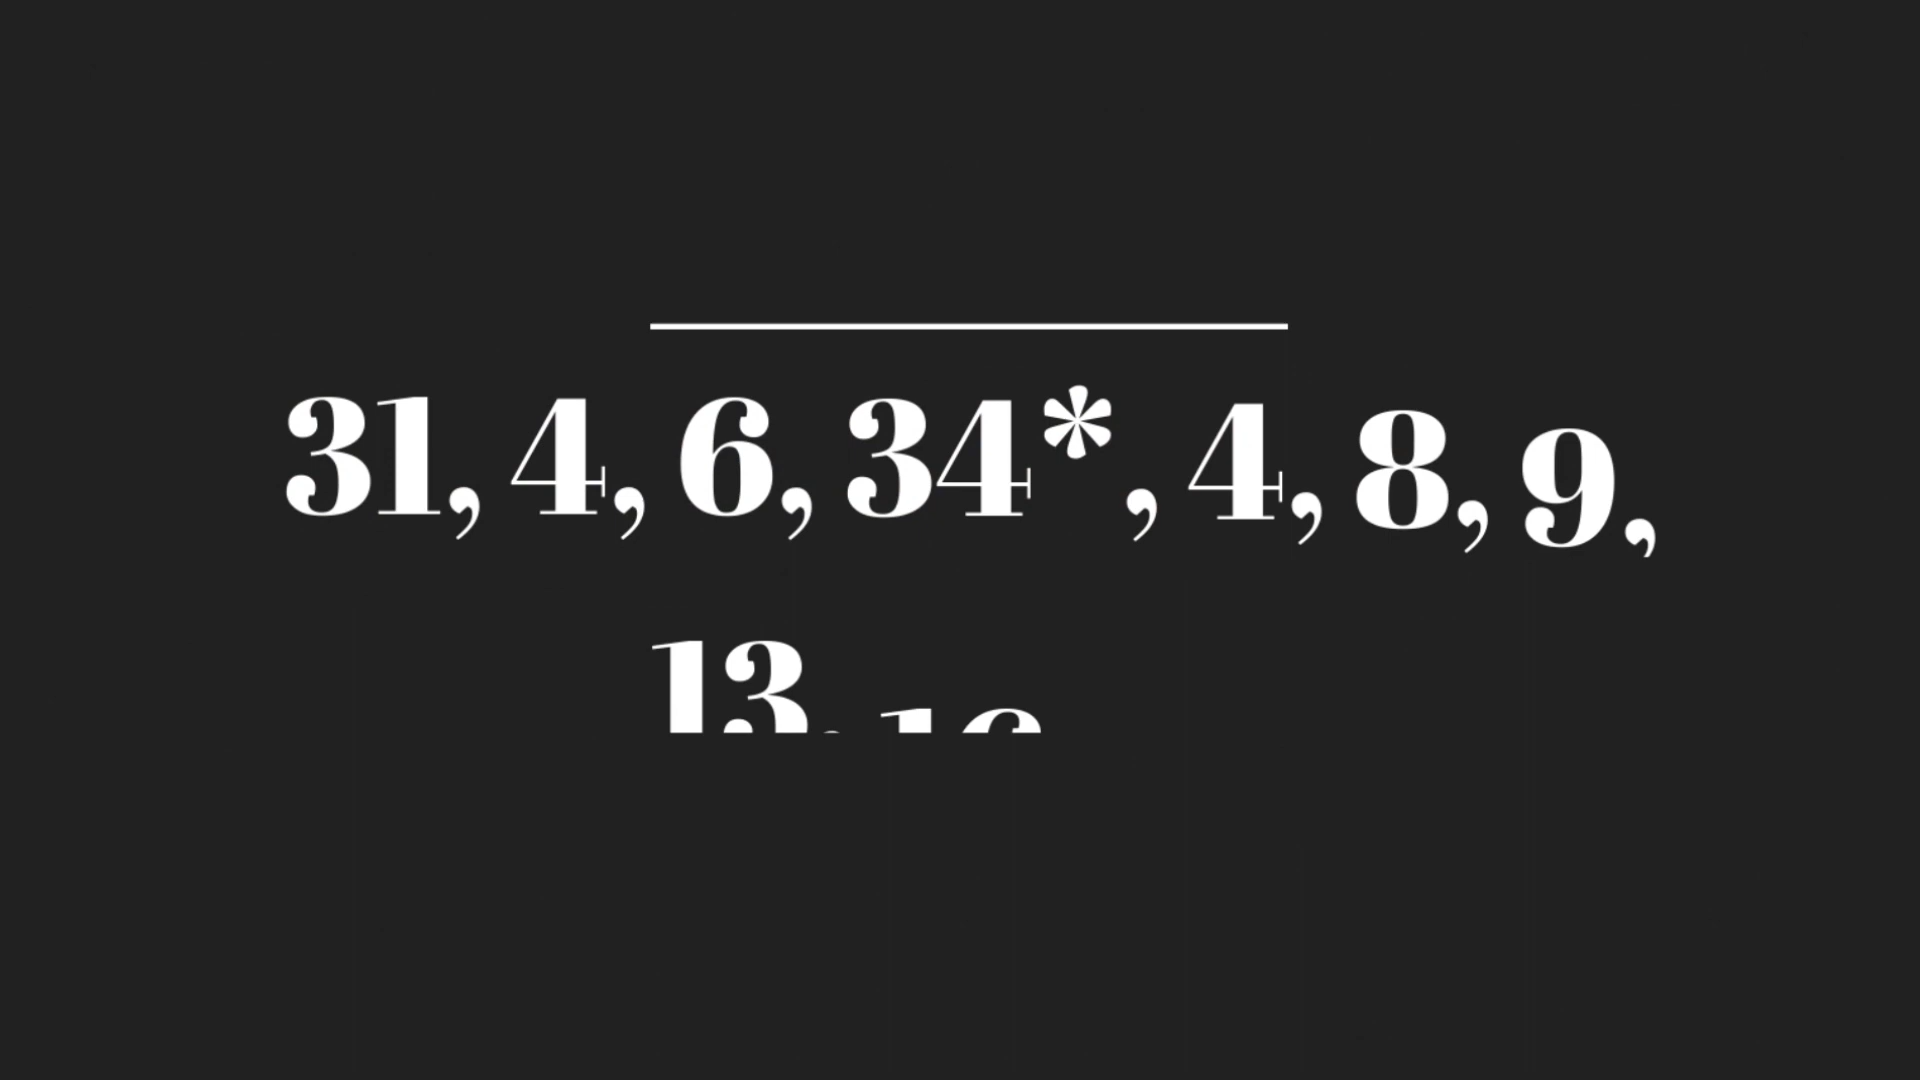 31, 4, 6, 34*, 4, 8, 9,
13,